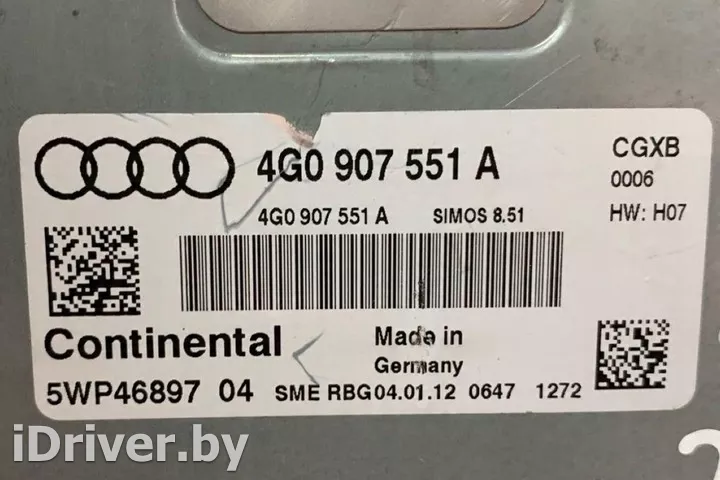 4G0 907 551 A
CGXB
0006
4G0 907 551 A SIMOS 8.51 HW: H07
Continental
Made in
Germany
5WP46897 04 SME RBG04.01.12 0647 1272
iDriver.by